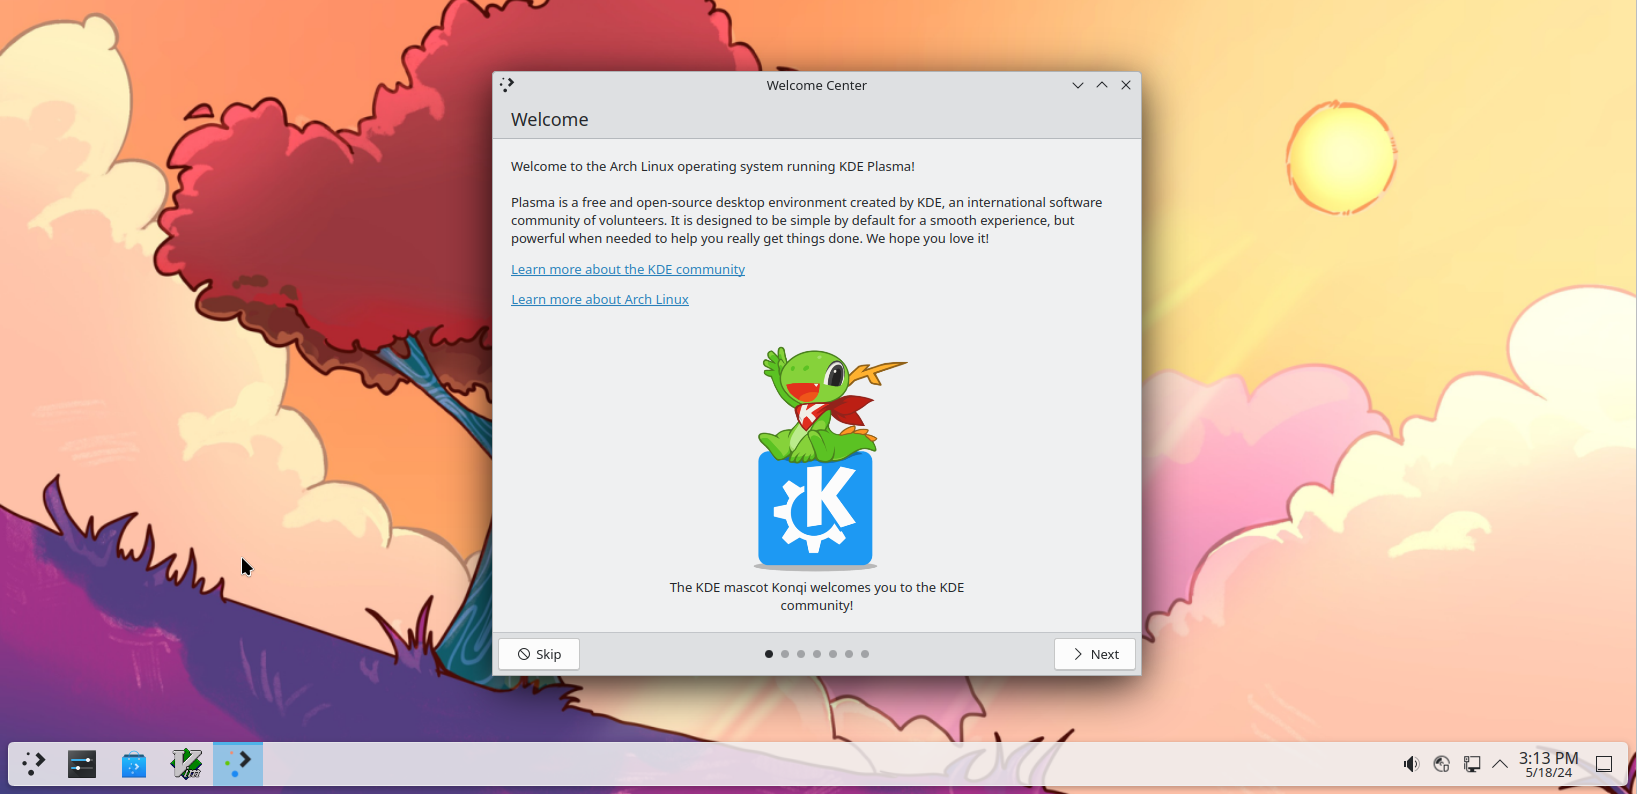 Welcome Center
Welcome
Welcome to the Arch Linux operating system running KDE Plasma!
Plasma is a free and open-source desktop environment created by KDE, an international software
community of volunteers. It is designed to be simple by default for a smooth experience, but
powerful when needed to help you really get things done. We hope you love it!
Learn more about the KDE community
Learn more about Arch Linux
K
K
The KDE mascot Konqi welcomes you to the KDE
community!
Skip
Next
Vim
3:13 PM
5/18/24